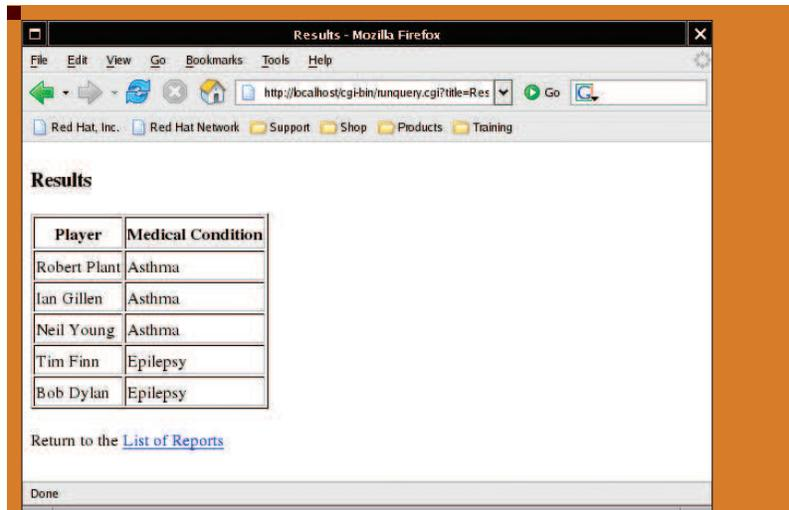 Results - Mozilla Firefox
File Edit View Go Bookmarks Tools Help
http://localhost/cgi-bin/runquery.cgi?title=Res Go G
Red Hat, Inc. Red Hat Network Support Shop Products Training
Results
Player Medical Condition
Robert Plant Asthma
Ian Gillen Asthma
Neil Young Asthma
Tim Finn Epilepsy
Bob Dylan Epilepsy
Return to the List of Reports
Done